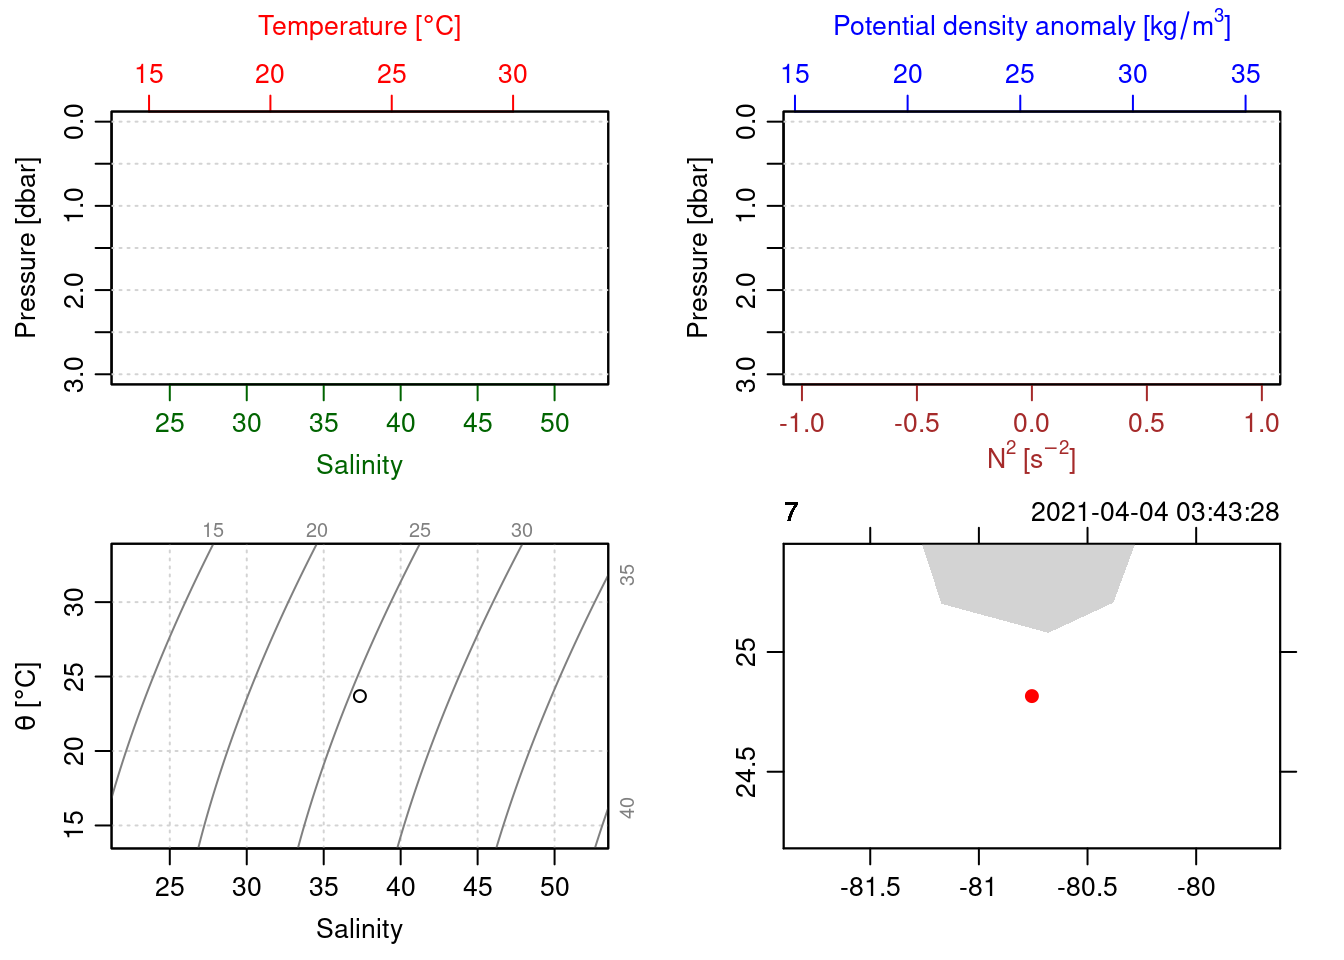 Temperature [°C]
15 20 25 30
Pressure [dbar]
0.0
1.0
2.0
3.0
25 30 35 40 45 50
Salinity
Potential density anomaly [kg/m³]
15 20 25 30 35
Pressure [dbar]
0.0
1.0
2.0
3.0
-1.0 -0.5 0.0 0.5 1.0
N² [s⁻²]
15 20 25 30
35
40
θ [°C]
30
25
20
15
25 30 35 40 45 50
Salinity
7 2021-04-04 03:43:28
25
24.5
-81.5 -81 -80.5 -80